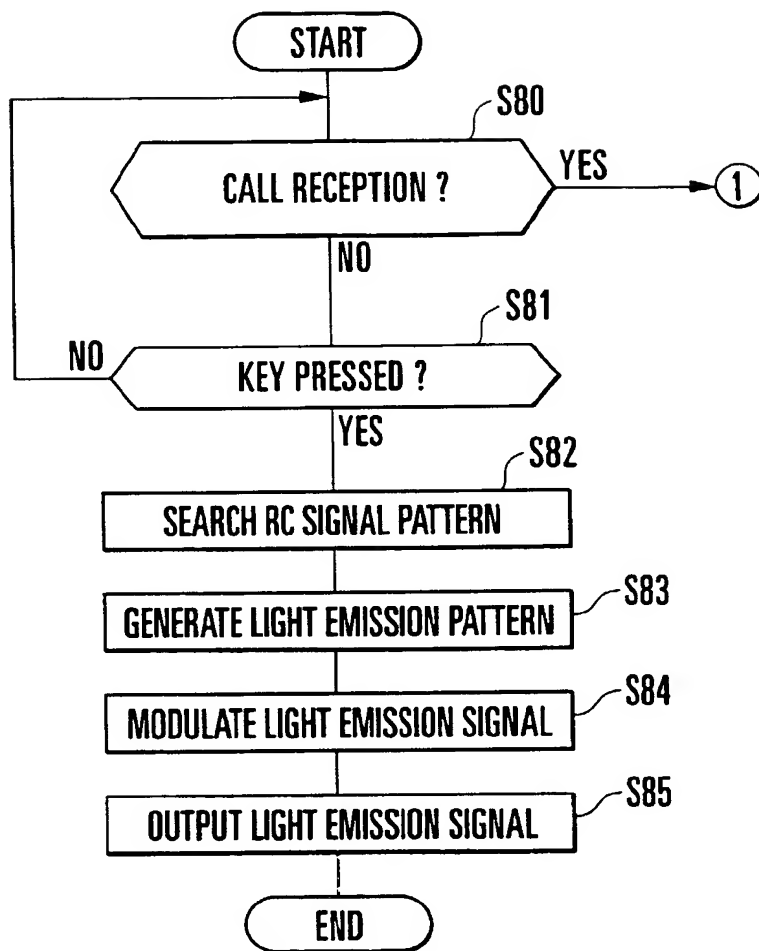 START
S80
CALL RECEPTION ?
YES
1
NO
S81
NO
KEY PRESSED ?
YES
S82
SEARCH RC SIGNAL PATTERN
S83
GENERATE LIGHT EMISSION PATTERN
S84
MODULATE LIGHT EMISSION SIGNAL
S85
OUTPUT LIGHT EMISSION SIGNAL
END